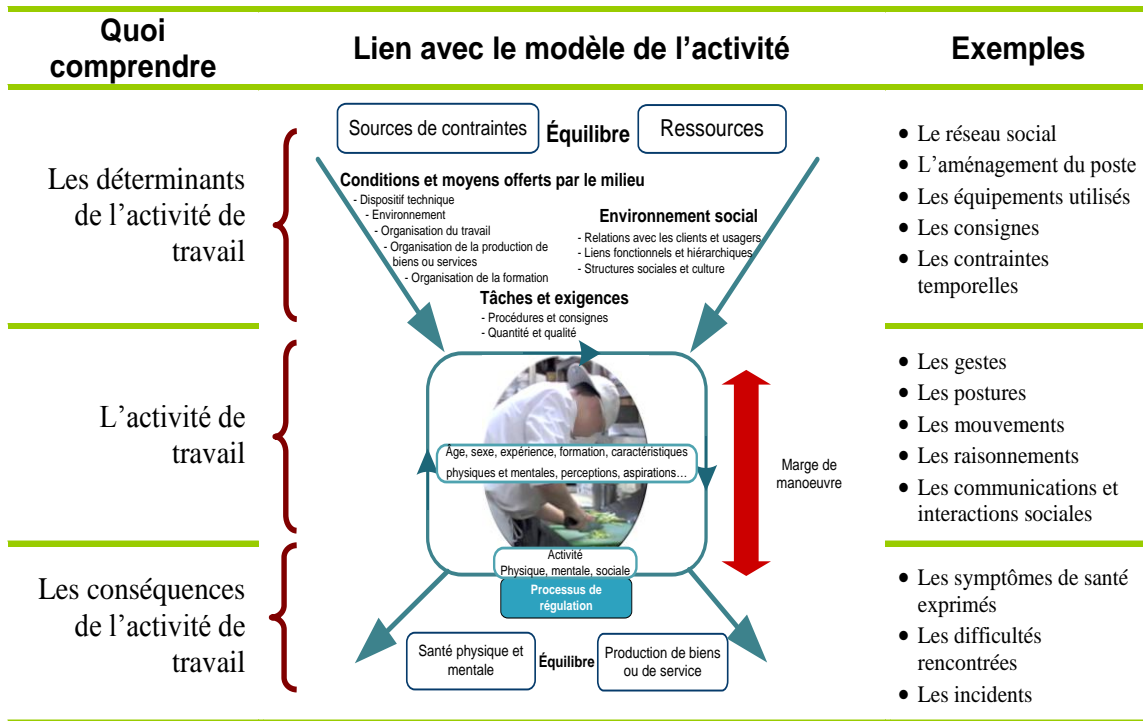 Quoi
comprendre
Lien avec le modèle de l'activité
Exemples
Les déterminants
de l'activité de
travail
Sources de contraintes
Équilibre
Ressources
Conditions et moyens offerts par le milieu
- Dispositif technique
- Environnement
- Organisation du travail
- Organisation de la production de
biens ou services
- Organisation de la formation
Environnement social
- Relations avec les clients et usagers
- Liens fonctionnels et hiérarchiques
- Structures sociales et culture
Tâches et exigences
- Procédures et consignes
- Quantité et qualité
• Le réseau social
• L'aménagement du poste
• Les équipements utilisés
• Les consignes
• Les contraintes
temporelles
L'activité de
travail
Âge, sexe, expérience, formation, caractéristiques
physiques et mentales, perceptions, aspirations…
Marge de
manoeuvre
• Les gestes
• Les postures
• Les mouvements
• Les raisonnements
• Les communications et
interactions sociales
Les conséquences
de l'activité de
travail
Activité
Physique, mentale, sociale
Processus de
régulation
Santé physique et
mentale
Équilibre
Production de biens
ou de service
• Les symptômes de santé
exprimés
• Les difficultés
rencontrées
• Les incidents